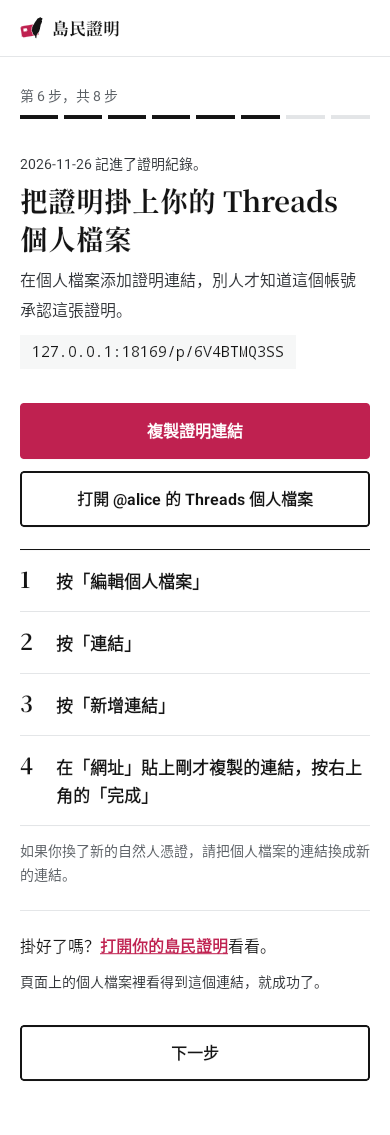 島民證明
第 6 步，共 8 步
2026-11-26 記進了證明紀錄。
把證明掛上你的 Threads
個人檔案
在個人檔案添加證明連結，別人才知道這個帳號
承認這張證明。
127.0.0.1:18169/p/6V4BTMQ3SS
複製證明連結
打開 @alice 的 Threads 個人檔案
1 按「編輯個人檔案」
2 按「連結」
3 按「新增連結」
4 在「網址」貼上剛才複製的連結，按右上
角的「完成」
如果你換了新的自然人憑證，請把個人檔案的連結換成新
的連結。
掛好了嗎？打開你的島民證明看看。
頁面上的個人檔案裡看得到這個連結，就成功了。
下一步